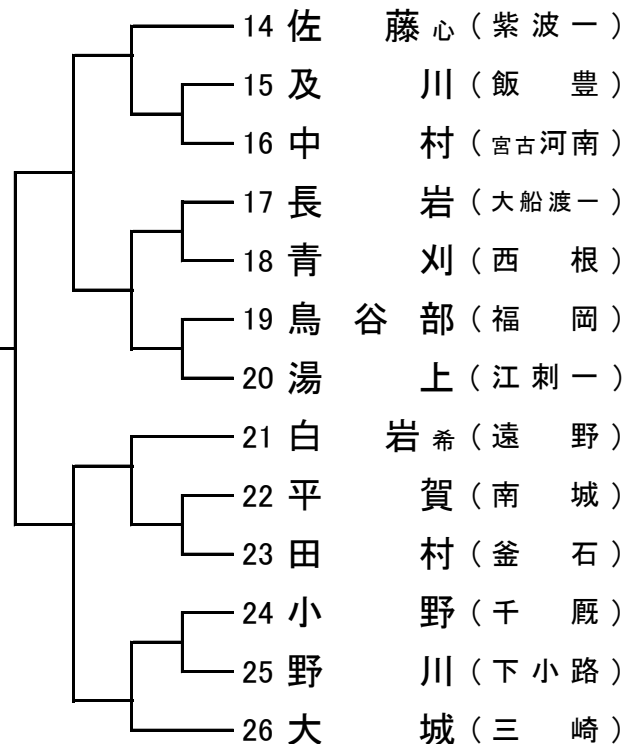 14 佐藤心（紫波一）
15 及川（飯豊）
16 中村（宮古河南）
17 長岩（大船渡一）
18 青刈（西根）
19 鳥谷部（福岡）
20 湯上（江刺一）
21 白岩希（遠野）
22 平賀（南城）
23 田村（釜石）
24 小野（千厩）
25 野川（下小路）
26 大城（三崎）